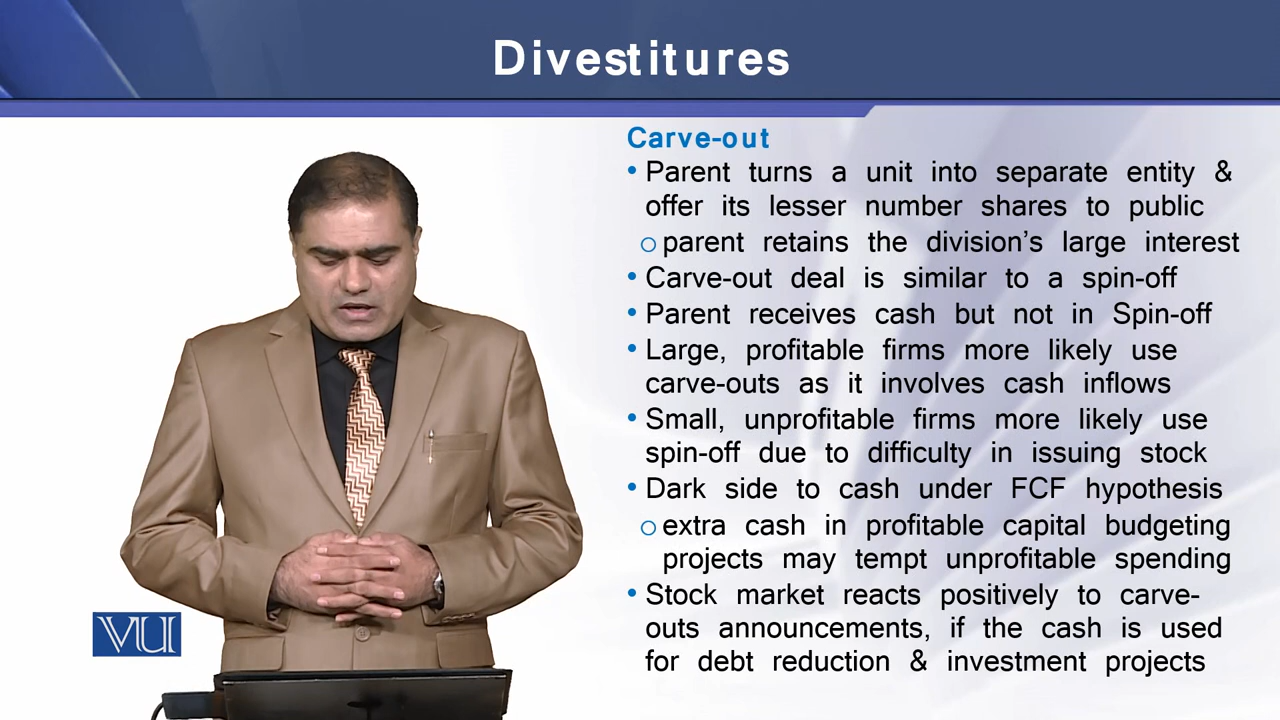 Divestitures
Carve-out
• Parent turns a unit into separate entity &
offer its lesser number shares to public
o parent retains the division's large interest
• Carve-out deal is similar to a spin-off
• Parent receives cash but not in Spin-off
• Large, profitable firms more likely use
carve-outs as it involves cash inflows
• Small, unprofitable firms more likely use
spin-off due to difficulty in issuing stock
• Dark side to cash under FCF hypothesis
o extra cash in profitable capital budgeting
projects may tempt unprofitable spending
• Stock market reacts positively to carve-
outs announcements, if the cash is used
for debt reduction & investment projects
VU